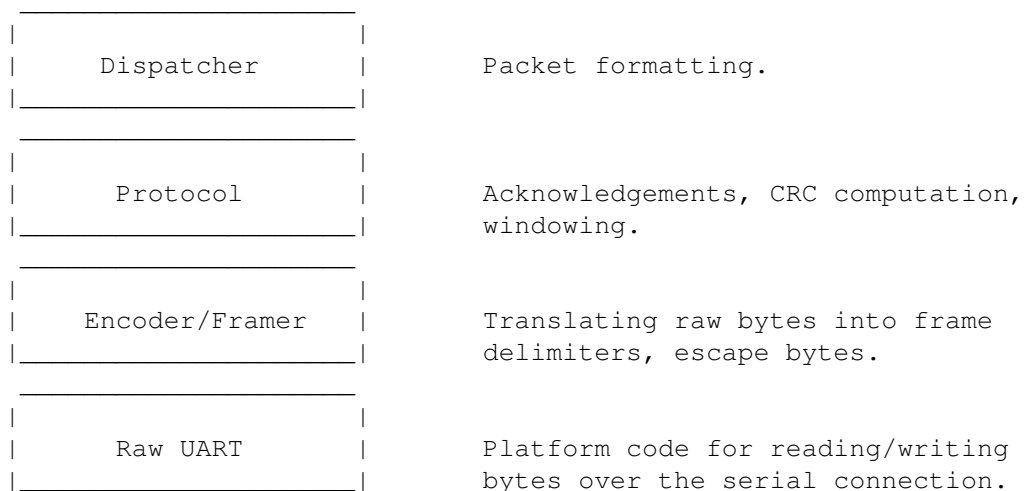 Dispatcher Packet formatting.
Protocol Acknowledgements, CRC computation,
windowing.
Encoder/Framer Translating raw bytes into frame
delimiters, escape bytes.
Raw UART Platform code for reading/writing
bytes over the serial connection.